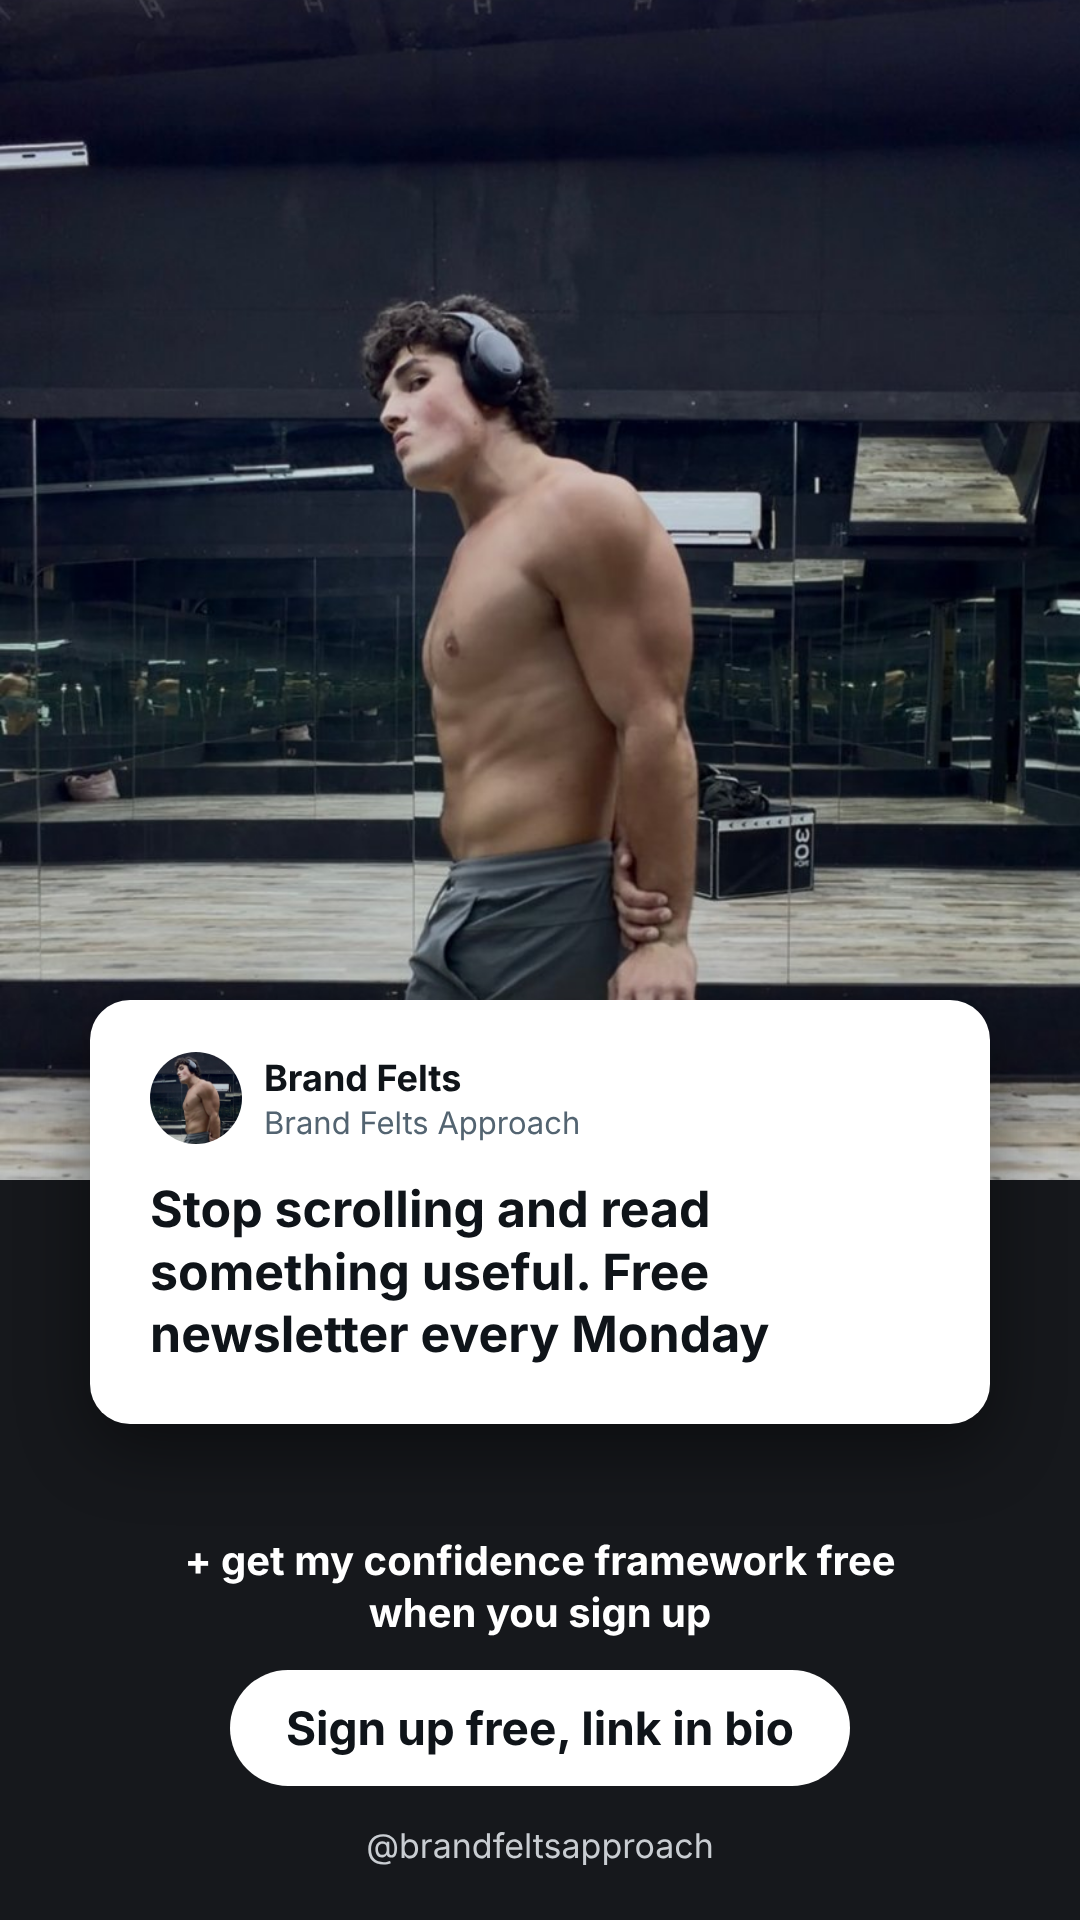 30
Brand Felts
Brand Felts Approach
Stop scrolling and read
something useful. Free
newsletter every Monday
+ get my confidence framework free
when you sign up
Sign up free, link in bio
@brandfeltsapproach